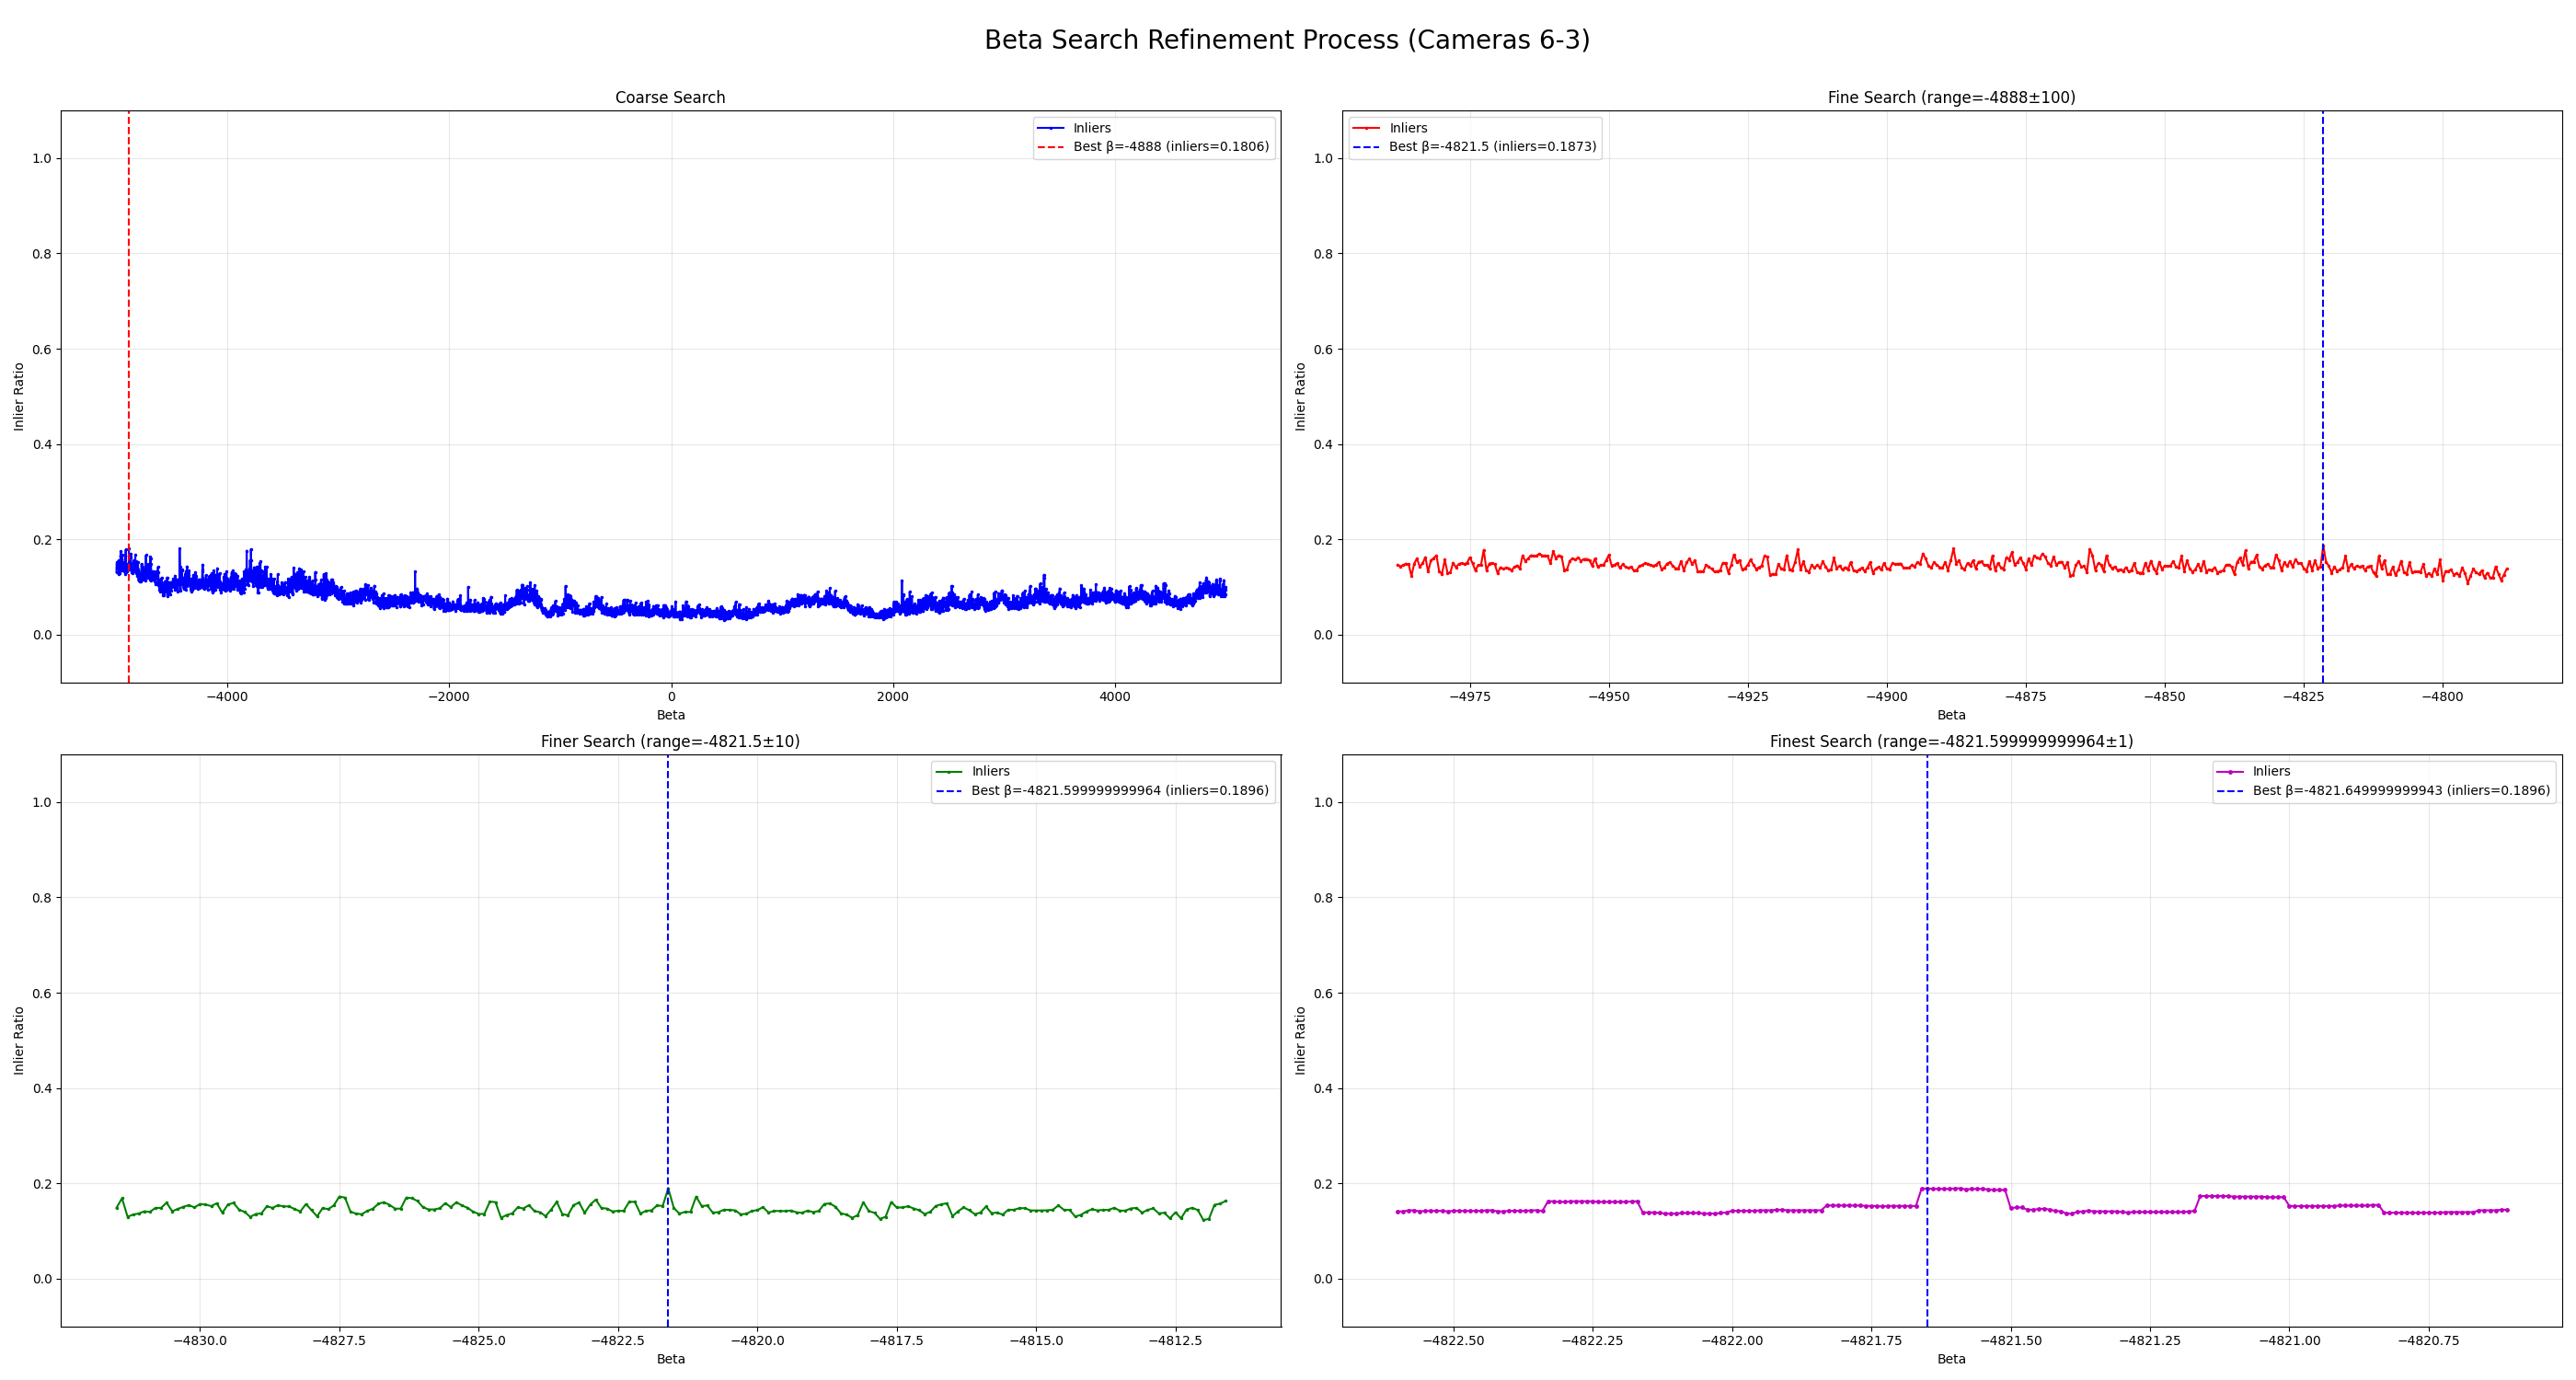 Beta Search Refinement Process (Cameras 6-3)
Coarse Search
Inlier Ratio
1.0
0.8
0.6
0.4
0.2
0.0
−4000
−2000
0
2000
4000
Beta
Inliers
Best β=-4888 (inliers=0.1806)
Fine Search (range=-4888±100)
Inlier Ratio
1.0
0.8
0.6
0.4
0.2
0.0
−4975
−4950
−4925
−4900
−4875
−4850
−4825
−4800
Beta
Inliers
Best β=-4821.5 (inliers=0.1873)
Finer Search (range=-4821.5±10)
Inlier Ratio
1.0
0.8
0.6
0.4
0.2
0.0
−4830.0
−4827.5
−4825.0
−4822.5
−4820.0
−4817.5
−4815.0
−4812.5
Beta
Inliers
Best β=-4821.599999999964 (inliers=0.1896)
Finest Search (range=-4821.599999999964±1)
Inlier Ratio
1.0
0.8
0.6
0.4
0.2
0.0
−4822.50
−4822.25
−4822.00
−4821.75
−4821.50
−4821.25
−4821.00
−4820.75
Beta
Inliers
Best β=-4821.649999999943 (inliers=0.1896)